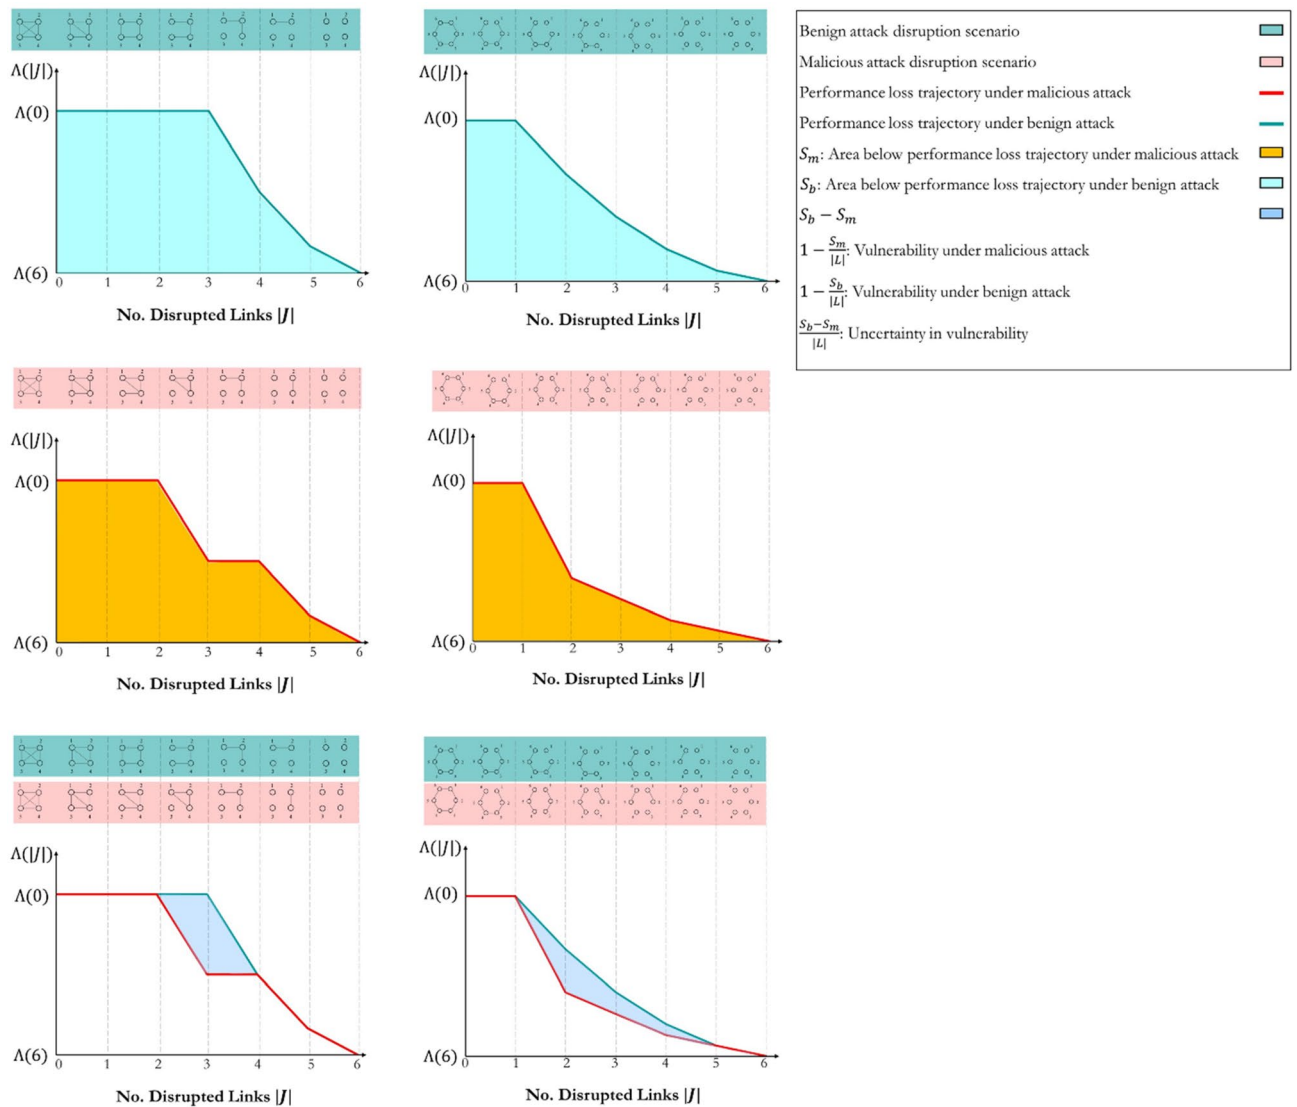 Λ(|J|)
Λ(0)
Λ(6)
0 1 2 3 4 5 6
No. Disrupted Links |J|
Λ(|J|)
Λ(0)
Λ(6)
0 1 2 3 4 5 6
No. Disrupted Links |J|
Benign attack disruption scenario
Malicious attack disruption scenario
Performance loss trajectory under malicious attack
Performance loss trajectory under benign attack
Sₘ: Area below performance loss trajectory under malicious attack
S_b: Area below performance loss trajectory under benign attack
S_b − Sₘ
1 − Sₘ/|L|: Vulnerability under malicious attack
1 − S_b/|L|: Vulnerability under benign attack
(S_b−Sₘ)/|L|: Uncertainty in vulnerability
Λ(|J|)
Λ(0)
Λ(6)
0 1 2 3 4 5 6
No. Disrupted Links |J|
Λ(|J|)
Λ(0)
Λ(6)
0 1 2 3 4 5 6
No. Disrupted Links |J|
Λ(|J|)
Λ(0)
Λ(6)
0 1 2 3 4 5 6
No. Disrupted Links |J|
Λ(|J|)
Λ(0)
Λ(6)
0 1 2 3 4 5 6
No. Disrupted Links |J|